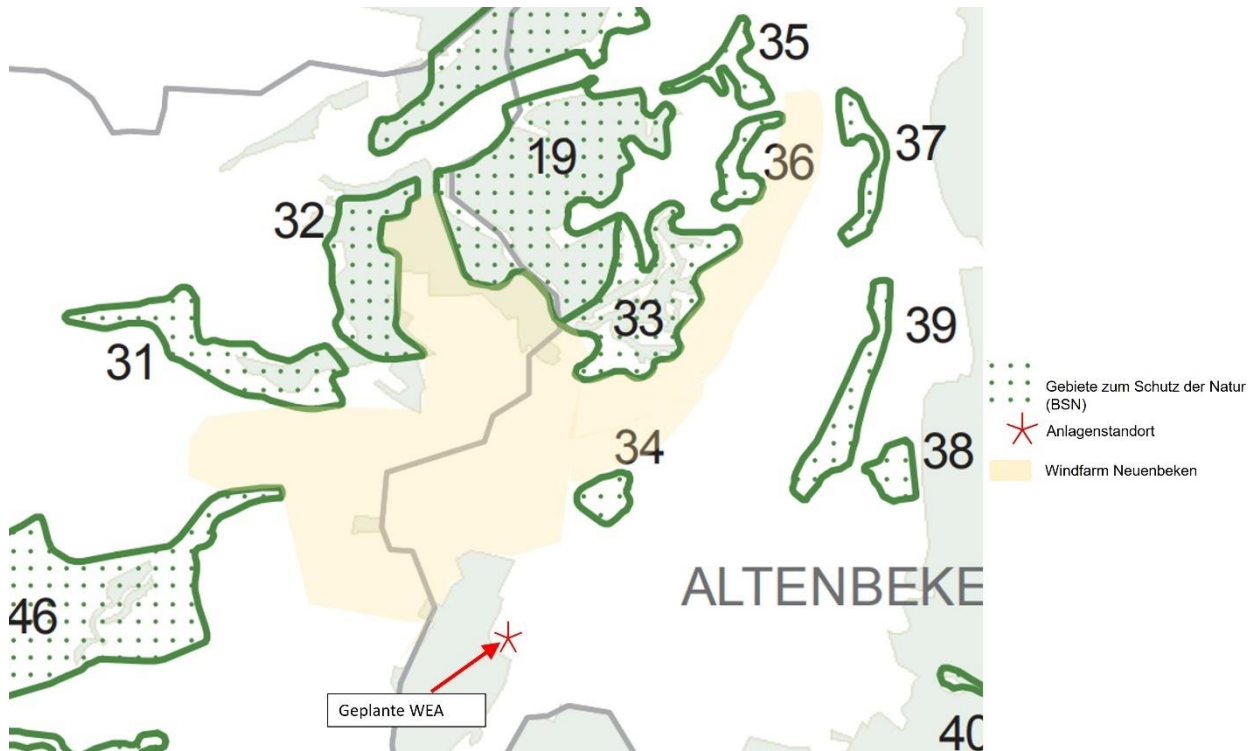 35
19
37
36
32
33
39
31
34
38
ALTENBEKE
46
Geplante WEA
40
Gebiete zum Schutz der Natur
(BSN)
Anlagenstandort
Windfarm Neuenbeken